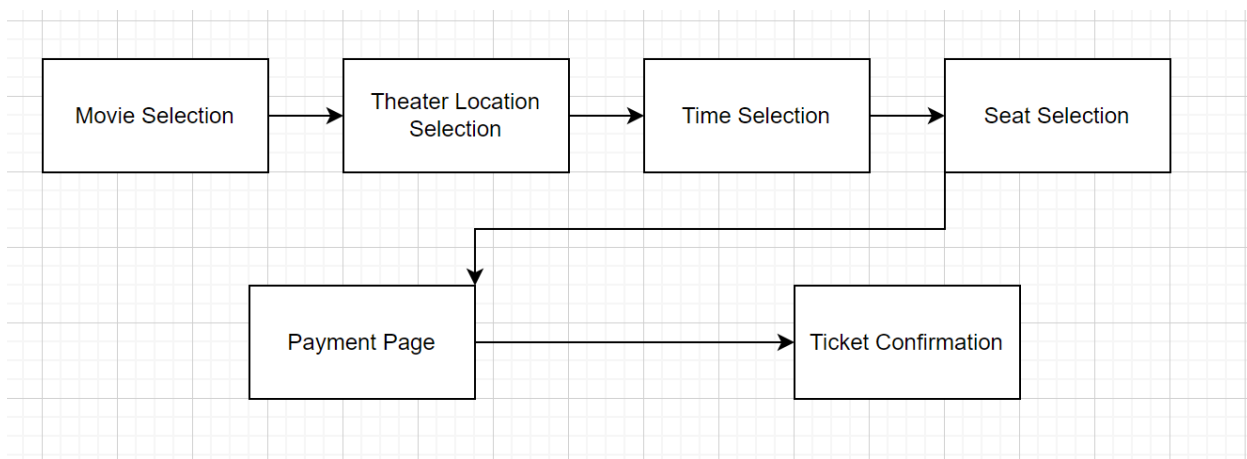 Movie Selection
Theater Location
Selection
Time Selection
Seat Selection
Payment Page
Ticket Confirmation